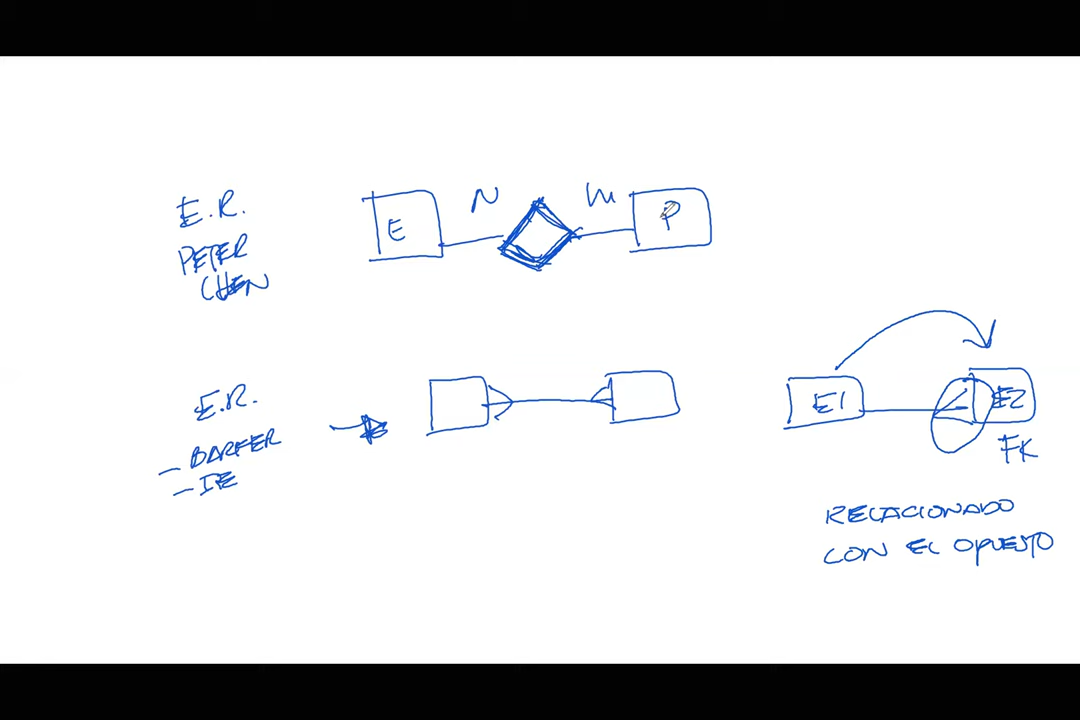 E.R.
PETER
CHEN
E
N
M
P
E.R.
- BARKER
- IE
E1
E2
FK
RELACIONADO
CON EL OPUESTO